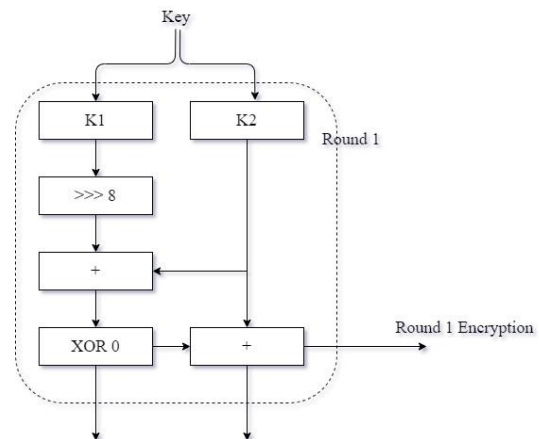 Key
K1
K2
Round 1
>>> 8
+
XOR 0
+
Round 1 Encryption